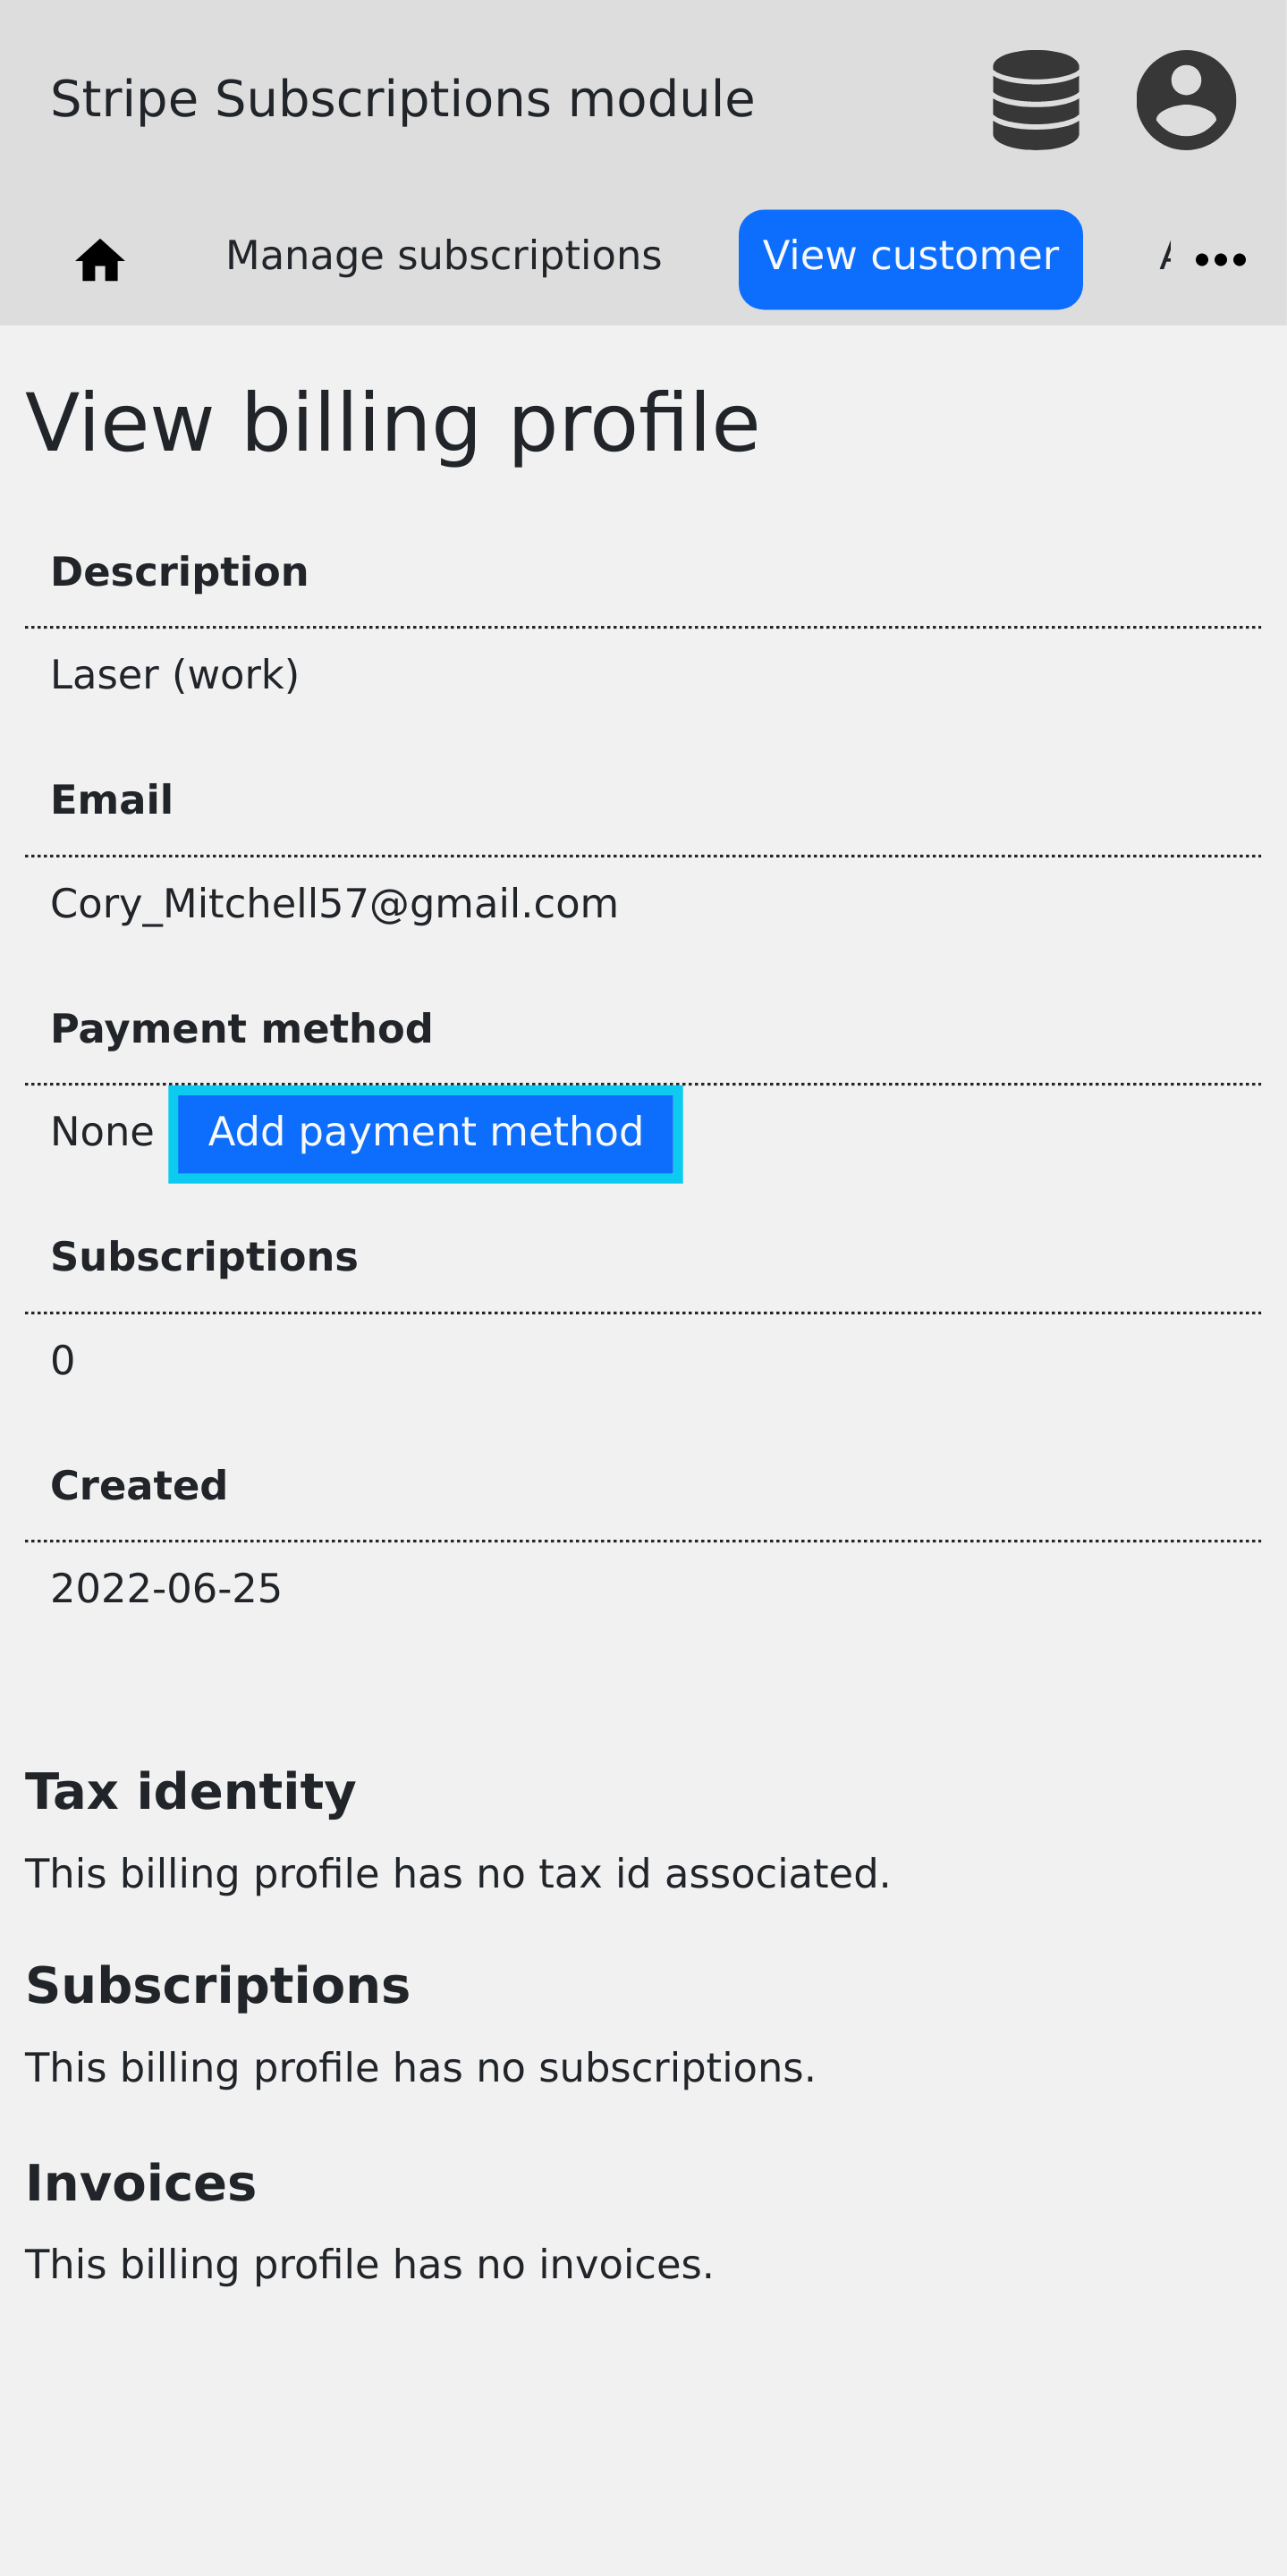 Stripe Subscriptions module
Manage subscriptions View customer
View billing profile
Description
Laser (work)
Email
Cory_Mitchell57@gmail.com
Payment method
None Add payment method
Subscriptions
0
Created
2022-06-25
Tax identity
This billing profile has no tax id associated.
Subscriptions
This billing profile has no subscriptions.
Invoices
This billing profile has no invoices.